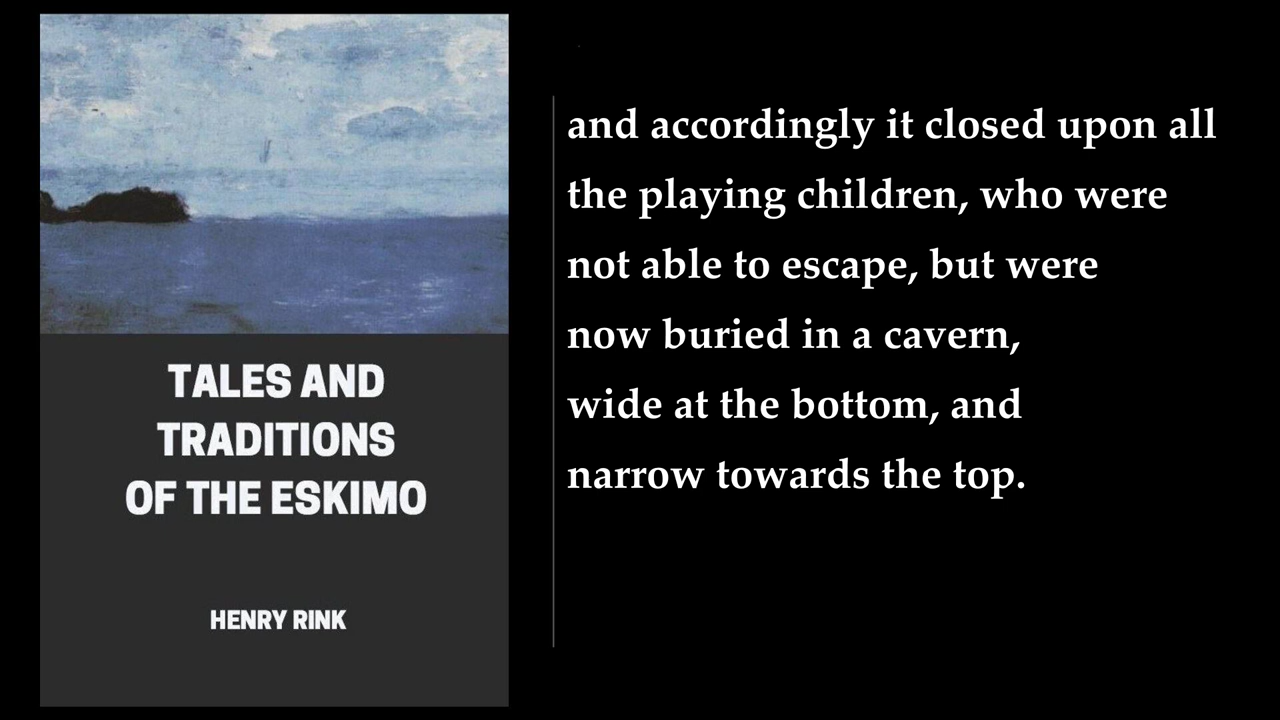 TALES AND
TRADITIONS
OF THE ESKIMO
HENRY RINK
and accordingly it closed upon all
the playing children, who were
not able to escape, but were
now buried in a cavern,
wide at the bottom, and
narrow towards the top.